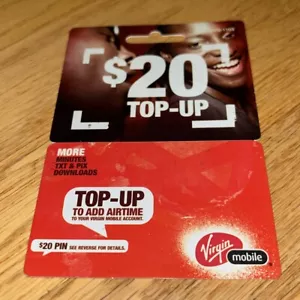 $20
TOP-UP
MORE
MINUTES
TXT & PIX
DOWNLOADS
TOP-UP
TO ADD AIRTIME
TO YOUR VIRGIN MOBILE ACCOUNT.
$20 PIN SEE REVERSE FOR DETAILS.
Virgin
mobile